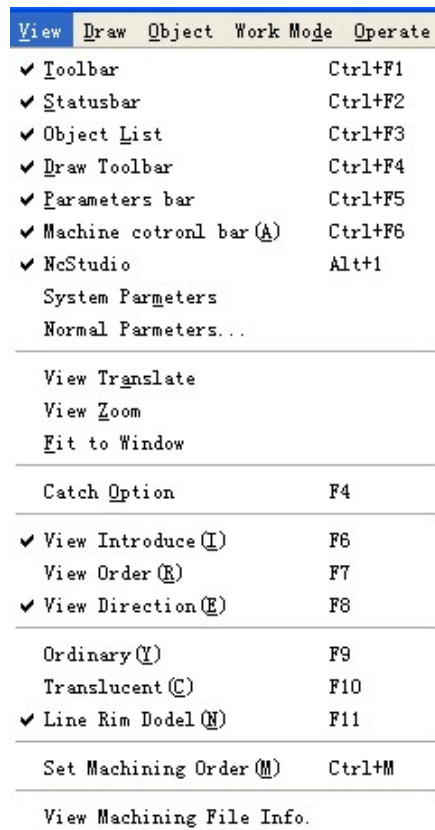 View Draw Object Work Mode Operate
Toolbar Ctrl+F1
Statusbar Ctrl+F2
Object List Ctrl+F3
Draw Toolbar Ctrl+F4
Parameters bar Ctrl+F5
Machine cotronl bar(A) Ctrl+F6
NcStudio Alt+1
System Parmeters
Normal Parmeters...
View Translate
View Zoom
Fit to Window
Catch Option F4
View Introduce(I) F6
View Order(R) F7
View Direction(E) F8
Ordinary(Y) F9
Translucent(C) F10
Line Rim Dodel(N) F11
Set Machining Order(M) Ctrl+M
View Machining File Info.